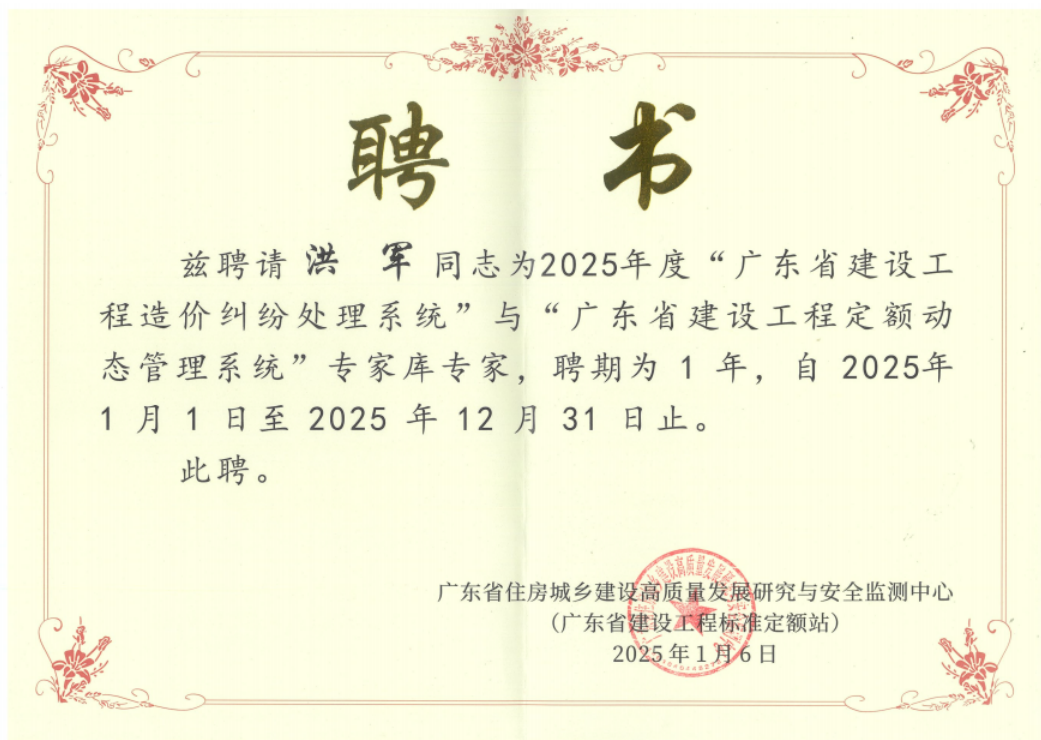 聘 书
兹聘请 洪 军 同志为2025年度“广东省建设工
程造价纠纷处理系统”与“广东省建设工程定额动
态管理系统”专家库专家，聘期为 1 年，自 2025年
1 月 1 日至 2025 年 12 月 31 日止。
此聘。
广东省住房城乡建设高质量发展研究与安全监测中心
(广东省建设工程标准定额站)
2025年1月6日